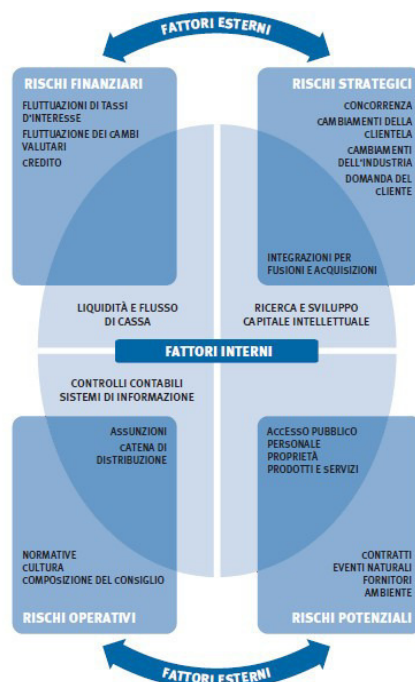 FATTORI ESTERNI
RISCHI FINANZIARI
FLUTTUAZIONI DI TASSI
D'INTERESSE
FLUTTUAZIONE DEI CAMBI
VALUTARI
CREDITO
RISCHI STRATEGICI
CONCORRENZA
CAMBIAMENTI DELLA
CLIENTELA
CAMBIAMENTI
DELL'INDUSTRIA
DOMANDA DEL
CLIENTE
INTEGRAZIONI PER
FUSIONI E ACQUISIZIONI
LIQUIDITÀ E FLUSSO
DI CASSA
RICERCA E SVILUPPO
CAPITALE INTELLETTUALE
FATTORI INTERNI
CONTROLLI CONTABILI
SISTEMI DI INFORMAZIONE
ASSUNZIONI
CATENA DI
DISTRIBUZIONE
ACCESSO PUBBLICO
PERSONALE
PROPRIETÀ
PRODOTTI E SERVIZI
NORMATIVE
CULTURA
COMPOSIZIONE DEL CONSIGLIO
RISCHI OPERATIVI
CONTRATTI
EVENTI NATURALI
FORNITORI
AMBIENTE
RISCHI POTENZIALI
FATTORI ESTERNI